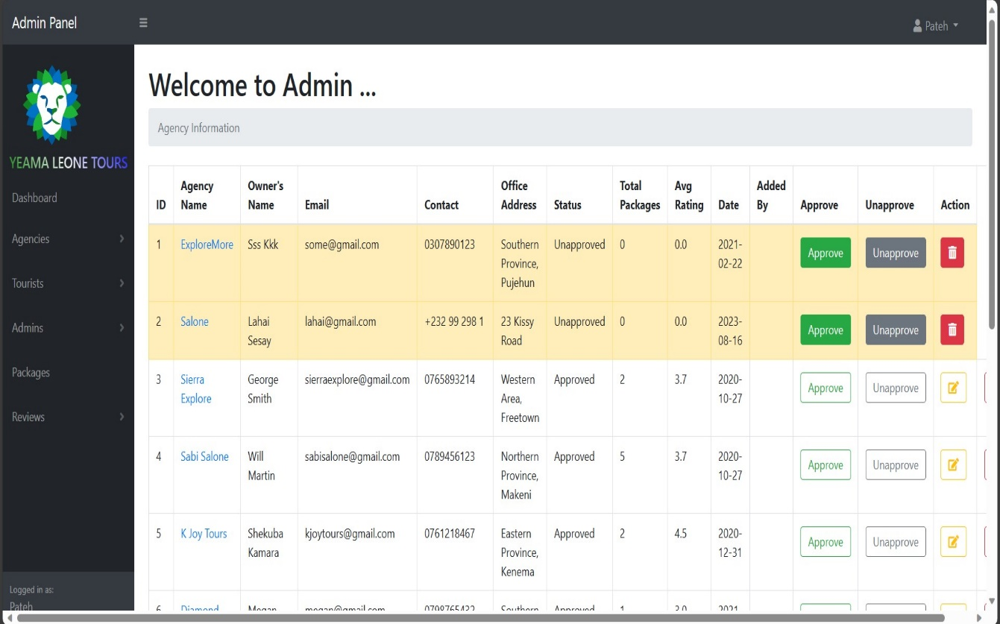 Admin Panel
Pateh
YEAMA LEONE TOURS
Dashboard
Agencies
Tourists
Admins
Packages
Reviews
Logged in as:
Pateh
Welcome to Admin ...
Agency Information
ID Agency Name Owner's Name Email Contact Office Address Status Total Packages Avg Rating Date Added By Approve Unapprove Action
1 ExploreMore Sss Kkk some@gmail.com 0307890123 Southern Province, Pujehun Unapproved 0 0.0 2021-02-22 Approve Unapprove
2 Salone Lahai Sesay lahai@gmail.com +232 99 298 1 23 Kissy Road Unapproved 0 0.0 2023-08-16 Approve Unapprove
3 Sierra Explore George Smith sierraexplore@gmail.com 0765893214 Western Area, Freetown Approved 2 3.7 2020-10-27 Approve Unapprove
4 Sabi Salone Will Martin sabisalone@gmail.com 0789456123 Northern Province, Makeni Approved 5 3.7 2020-10-27 Approve Unapprove
5 K Joy Tours Shekuba Kamara kjoytours@gmail.com 0761218467 Eastern Province, Kenema Approved 2 4.5 2020-12-31 Approve Unapprove
6 Diamond Megan megan@gmail.com 0798765432 Southern Approved 1 3.0 2021- Approve Unapprove